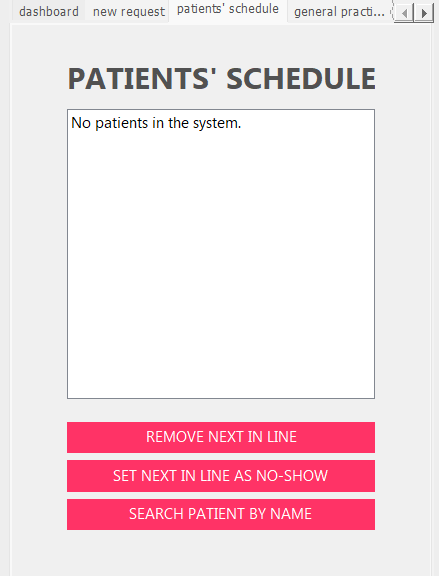 dashboard new request patients' schedule general practi...
PATIENTS' SCHEDULE
No patients in the system.
REMOVE NEXT IN LINE
SET NEXT IN LINE AS NO-SHOW
SEARCH PATIENT BY NAME